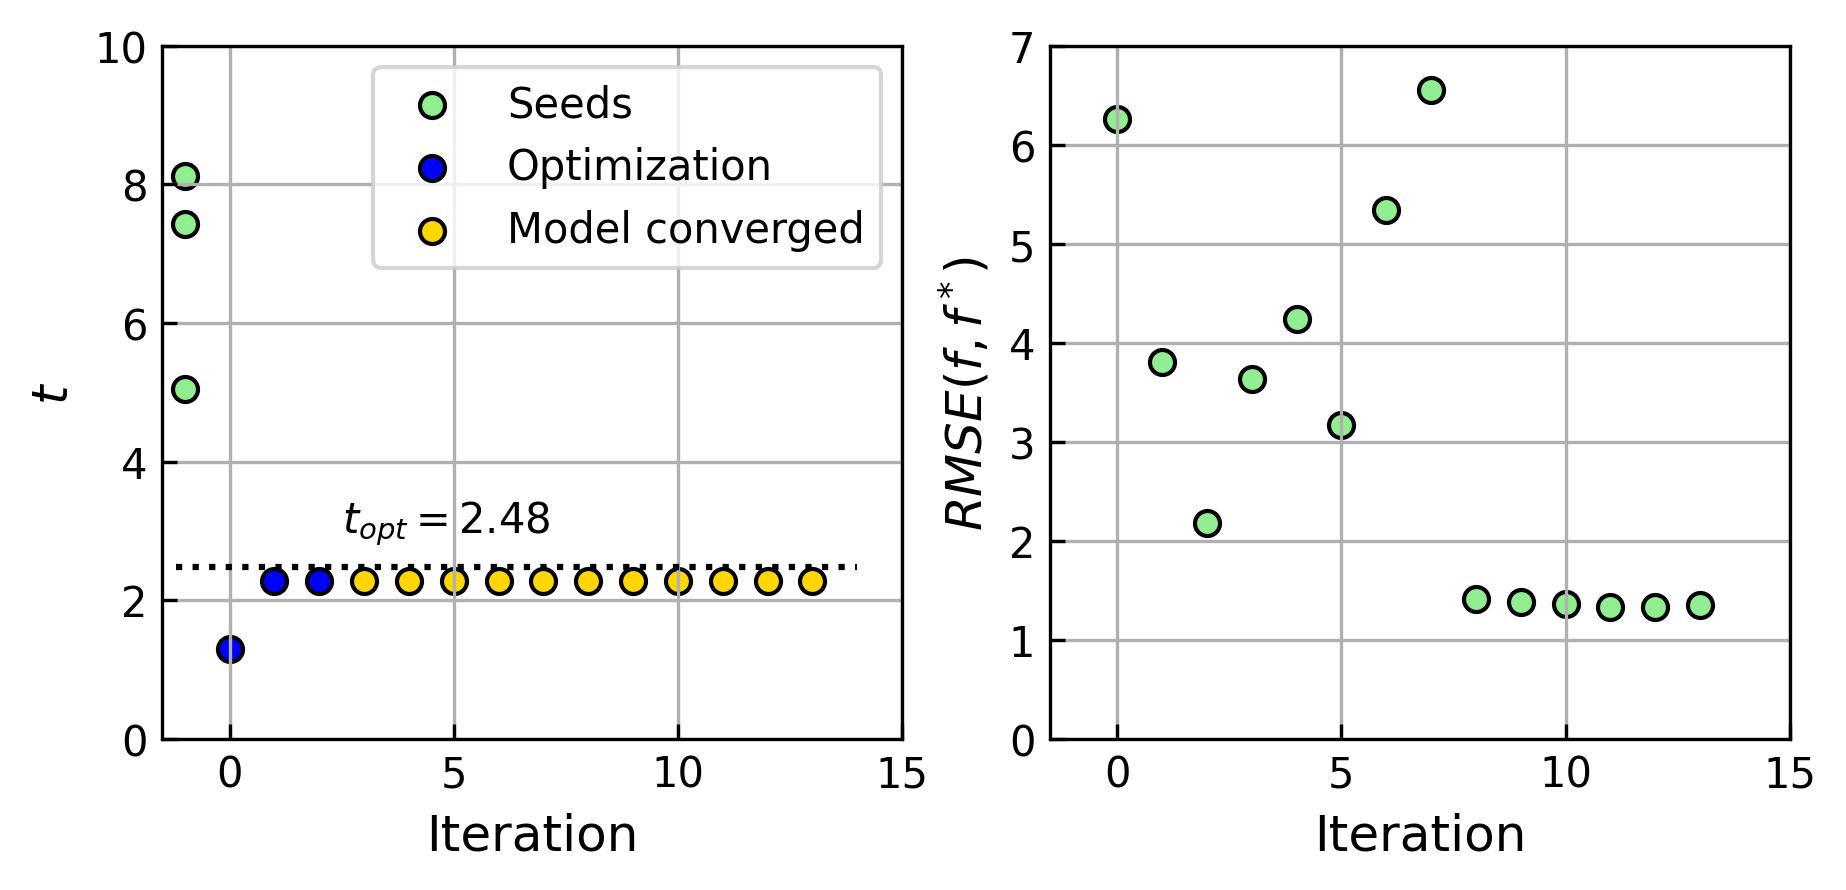 10
8
6
4
2
0
t
Seeds
Optimization
Model converged
t_opt = 2.48
0 5 10 15
Iteration
7
6
5
4
3
2
1
0
RMSE(f, f*)
0 5 10 15
Iteration